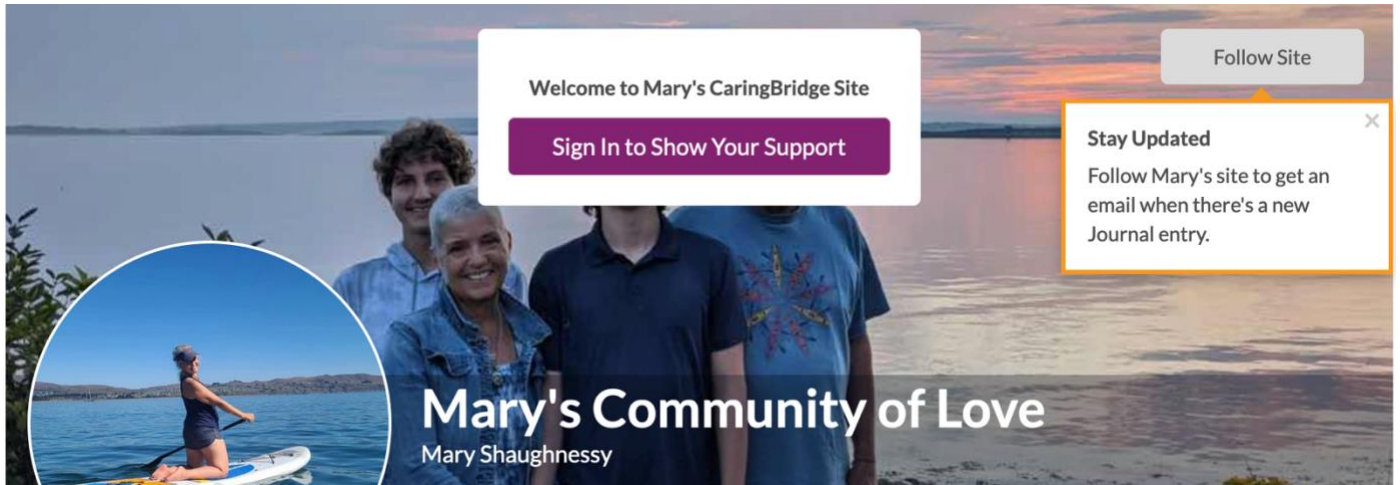 Welcome to Mary's CaringBridge Site
Sign In to Show Your Support
Follow Site
Stay Updated
Follow Mary's site to get an
email when there's a new
Journal entry.
Mary's Community of Love
Mary Shaughnessy